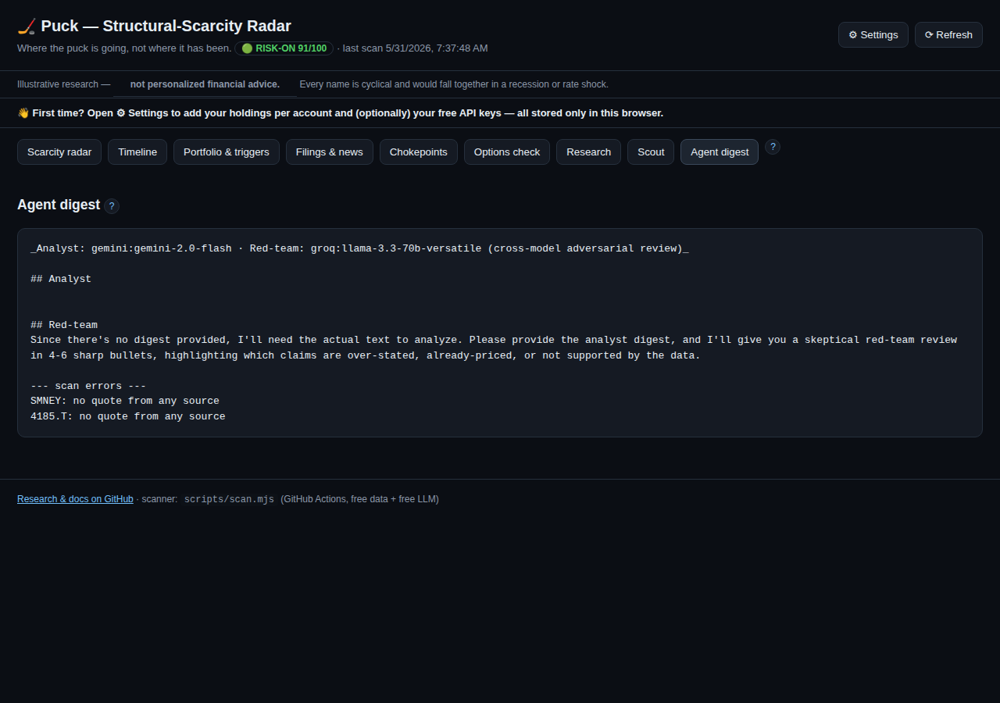 🏒 Puck — Structural-Scarcity Radar
Where the puck is going, not where it has been. 🟢 RISK-ON 91/100 · last scan 5/31/2026, 7:37:48 AM
⚙ Settings
⟳ Refresh
Illustrative research — not personalized financial advice. Every name is cyclical and would fall together in a recession or rate shock.
👋 First time? Open ⚙ Settings to add your holdings per account and (optionally) your free API keys — all stored only in this browser.
Scarcity radar Timeline Portfolio & triggers Filings & news Chokepoints Options check Research Scout Agent digest ?
Agent digest ?
_Analyst: gemini:gemini-2.0-flash · Red-team: groq:llama-3.3-70b-versatile (cross-model adversarial review)_
## Analyst
## Red-team
Since there's no digest provided, I'll need the actual text to analyze. Please provide the analyst digest, and I'll give you a skeptical red-team review
in 4-6 sharp bullets, highlighting which claims are over-stated, already-priced, or not supported by the data.
--- scan errors ---
SMNEY: no quote from any source
4185.T: no quote from any source
Research & docs on GitHub · scanner: scripts/scan.mjs (GitHub Actions, free data + free LLM)